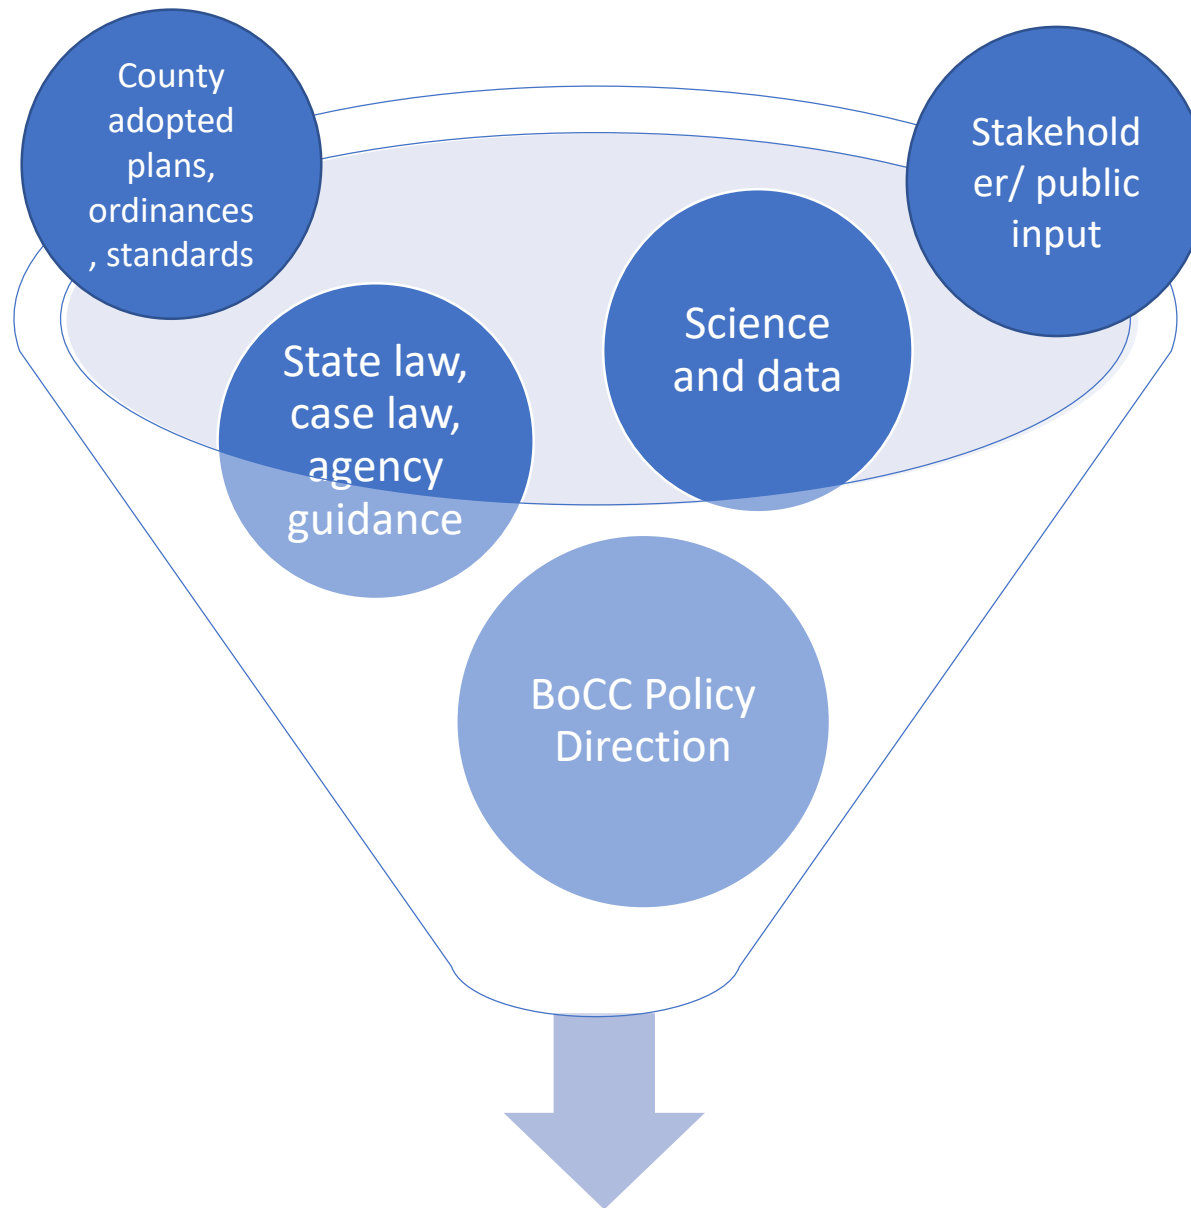 County
adopted
plans,
ordinances
, standards
Stakehold
er/ public
input
Science
and data
State law,
case law,
agency
guidance
BoCC Policy
Direction